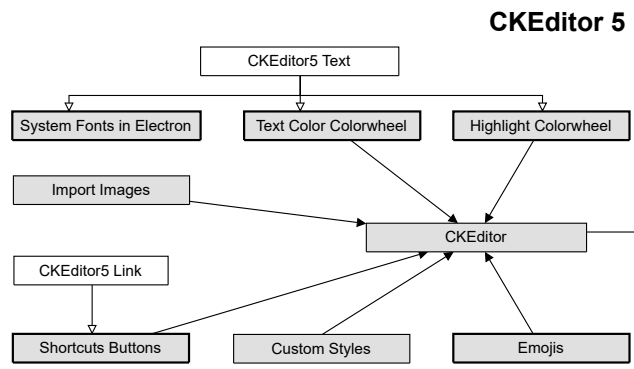 CKEditor 5
CKEditor5 Text
System Fonts in Electron
Text Color Colorwheel
Highlight Colorwheel
Import Images
CKEditor
CKEditor5 Link
Shortcuts Buttons
Custom Styles
Emojis